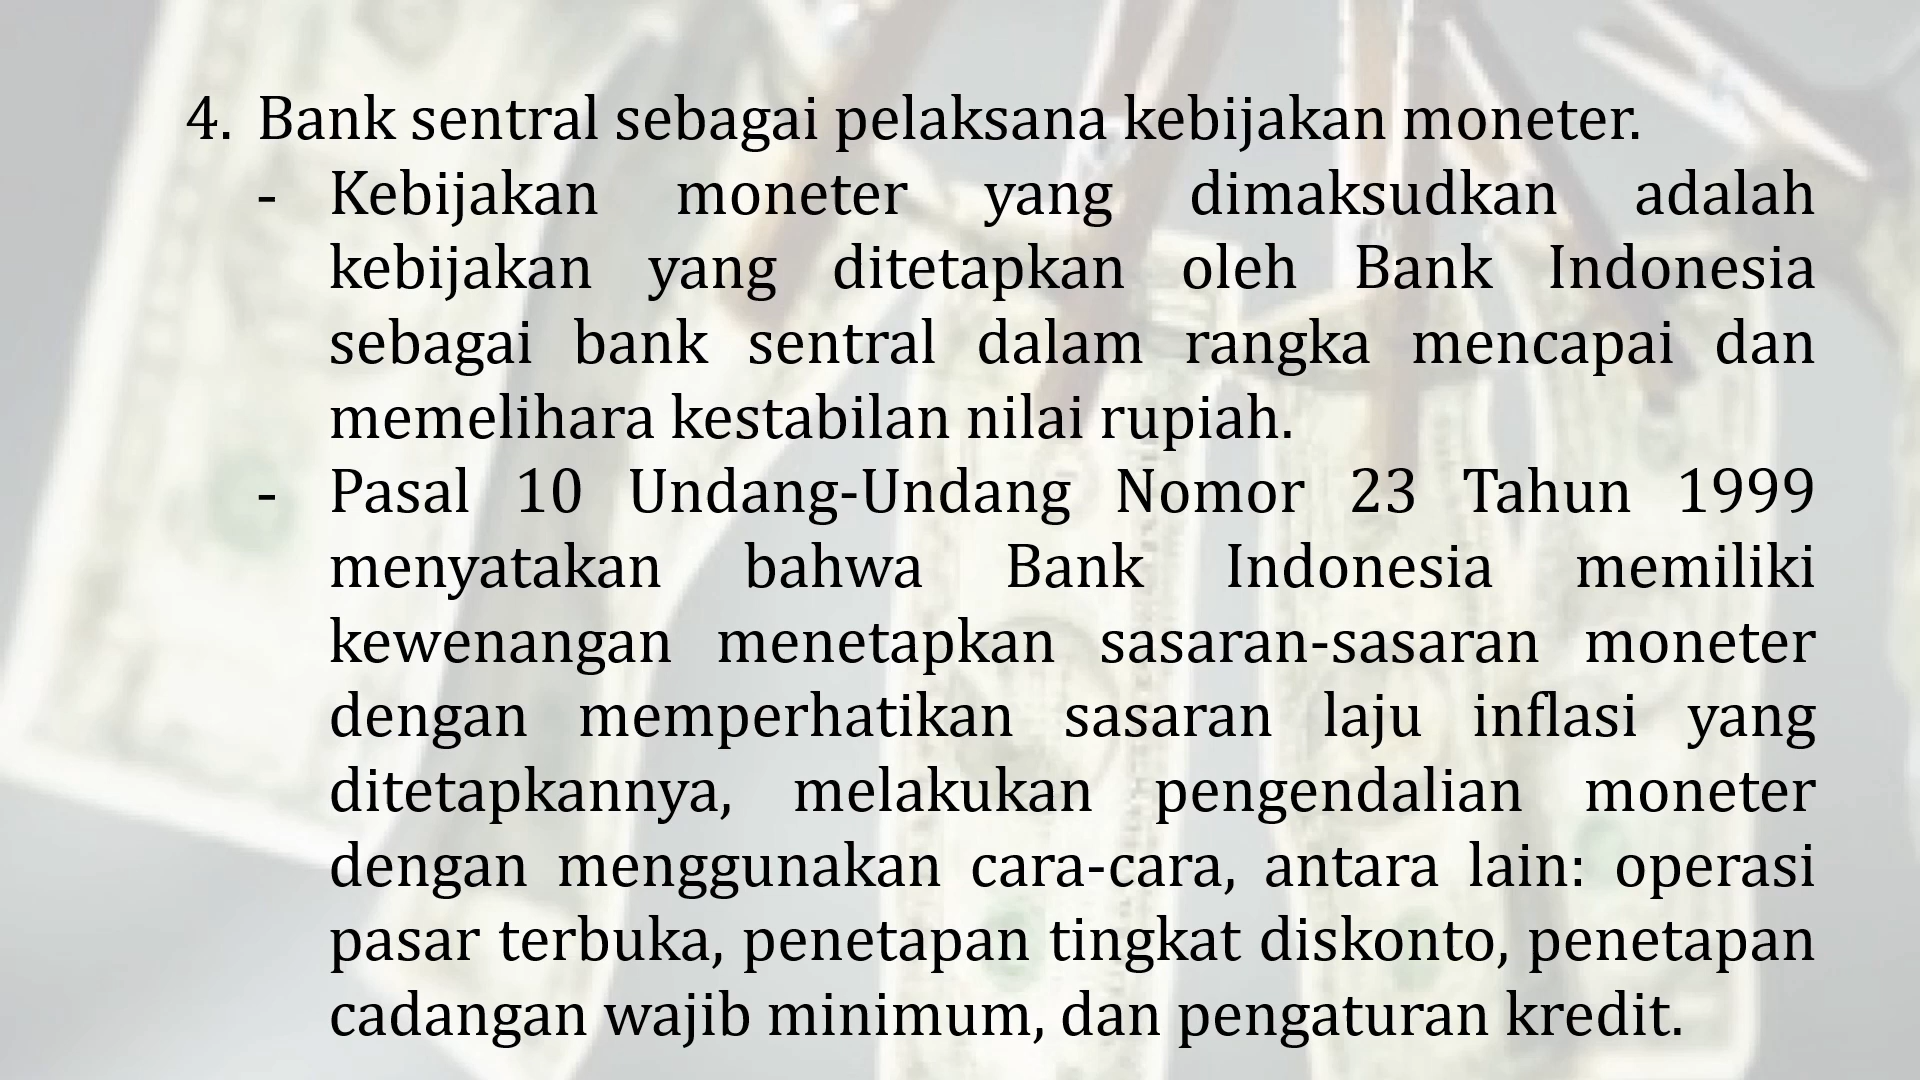 4. Bank sentral sebagai pelaksana kebijakan moneter.
- Kebijakan moneter yang dimaksudkan adalah
kebijakan yang ditetapkan oleh Bank Indonesia
sebagai bank sentral dalam rangka mencapai dan
memelihara kestabilan nilai rupiah.
- Pasal 10 Undang-Undang Nomor 23 Tahun 1999
menyatakan bahwa Bank Indonesia memiliki
kewenangan menetapkan sasaran-sasaran moneter
dengan memperhatikan sasaran laju inflasi yang
ditetapkannya, melakukan pengendalian moneter
dengan menggunakan cara-cara, antara lain: operasi
pasar terbuka, penetapan tingkat diskonto, penetapan
cadangan wajib minimum, dan pengaturan kredit.